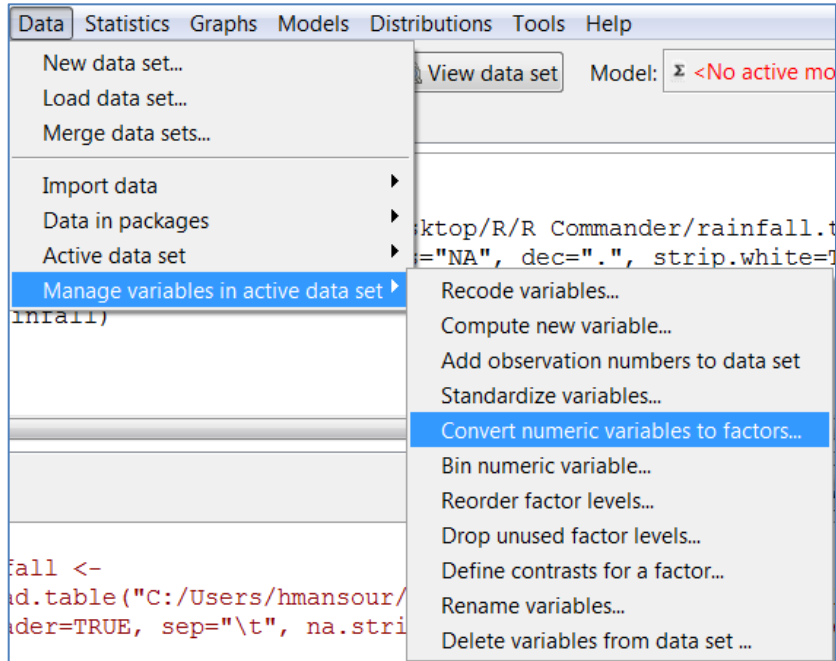 Data Statistics Graphs Models Distributions Tools Help
New data set...
Load data set...
Merge data sets...
Import data
Data in packages
Active data set
Manage variables in active data set
View data set Model: Σ <No active mo
ktop/R/R Commander/rainfall.t
="NA", dec=".", strip.white=T
infall)
Recode variables...
Compute new variable...
Add observation numbers to data set
Standardize variables...
Convert numeric variables to factors...
Bin numeric variable...
Reorder factor levels...
Drop unused factor levels...
Define contrasts for a factor...
Rename variables...
Delete variables from data set ...
fall <-
ad.table("C:/Users/hmansour/
ader=TRUE, sep="\t", na.stri